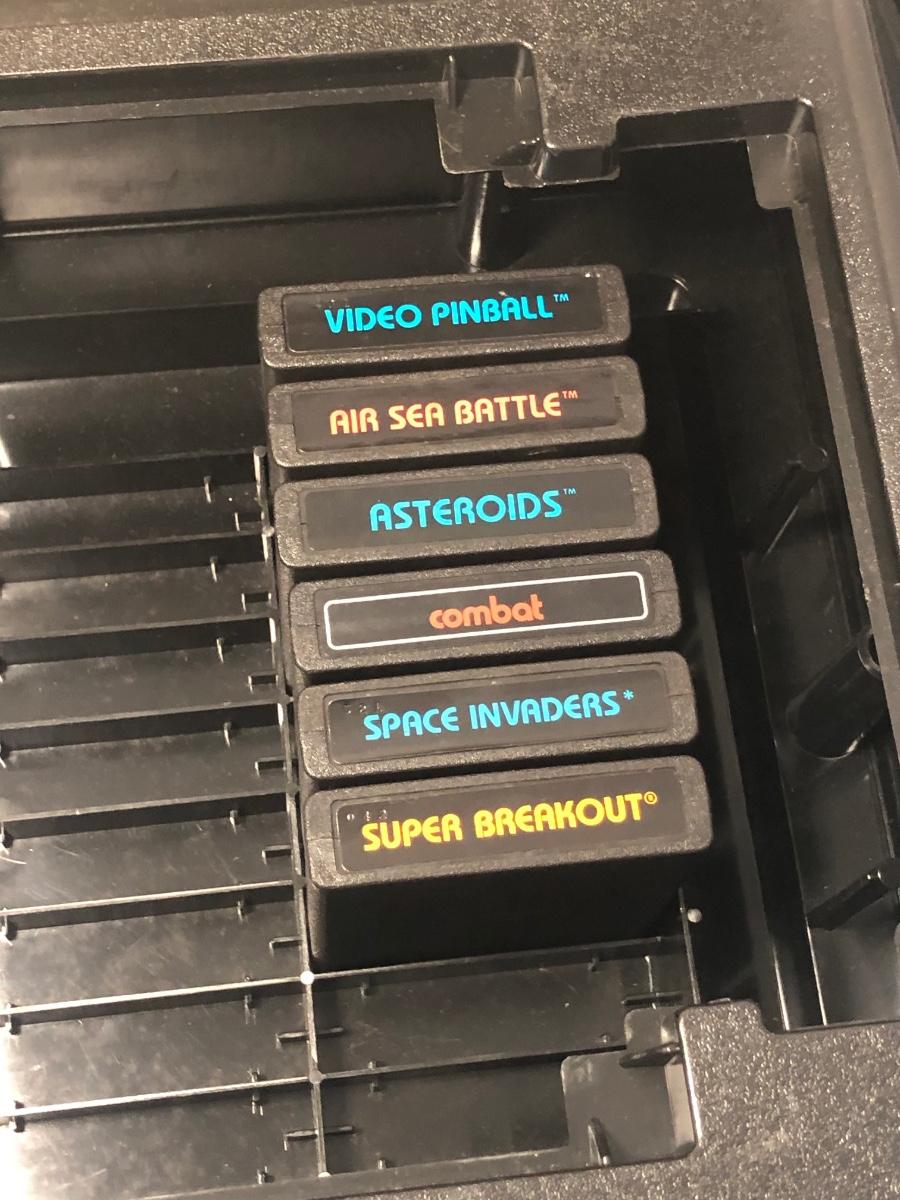 VIDEO PINBALL™
AIR SEA BATTLE™
ASTEROIDS™
combat
SPACE INVADERS*
SUPER BREAKOUT®